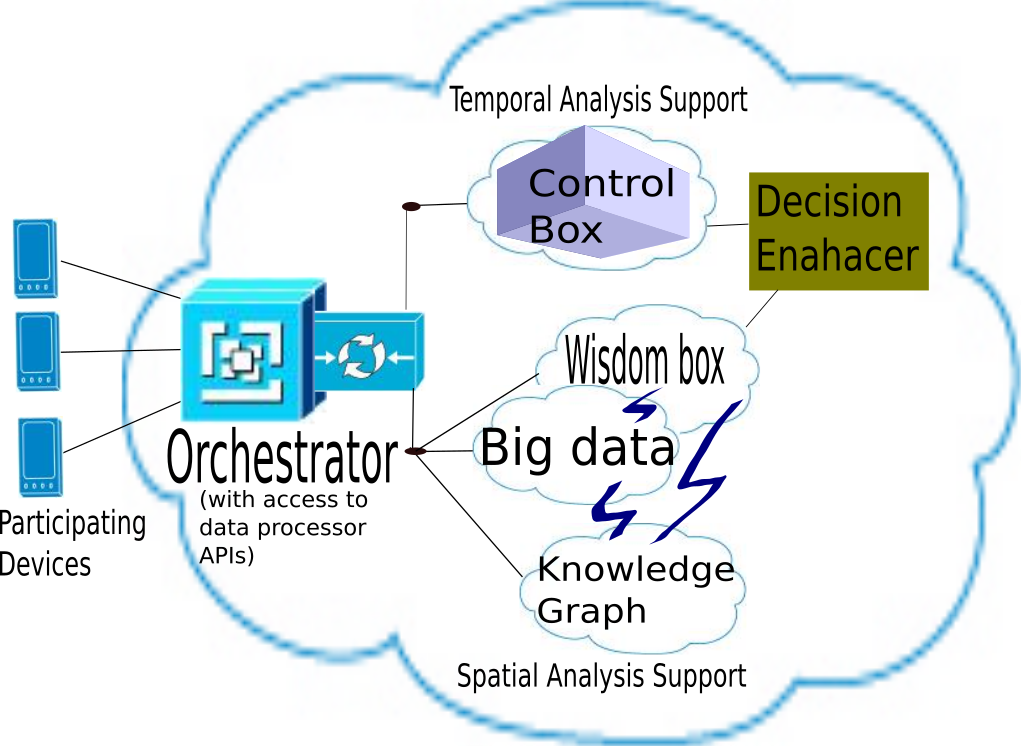 Temporal Analysis Support
Control
Box
Decision
Enahacer
Wisdom box
Big data
Orchestrator
(with access to
data processor
APIs)
Participating
Devices
Knowledge
Graph
Spatial Analysis Support